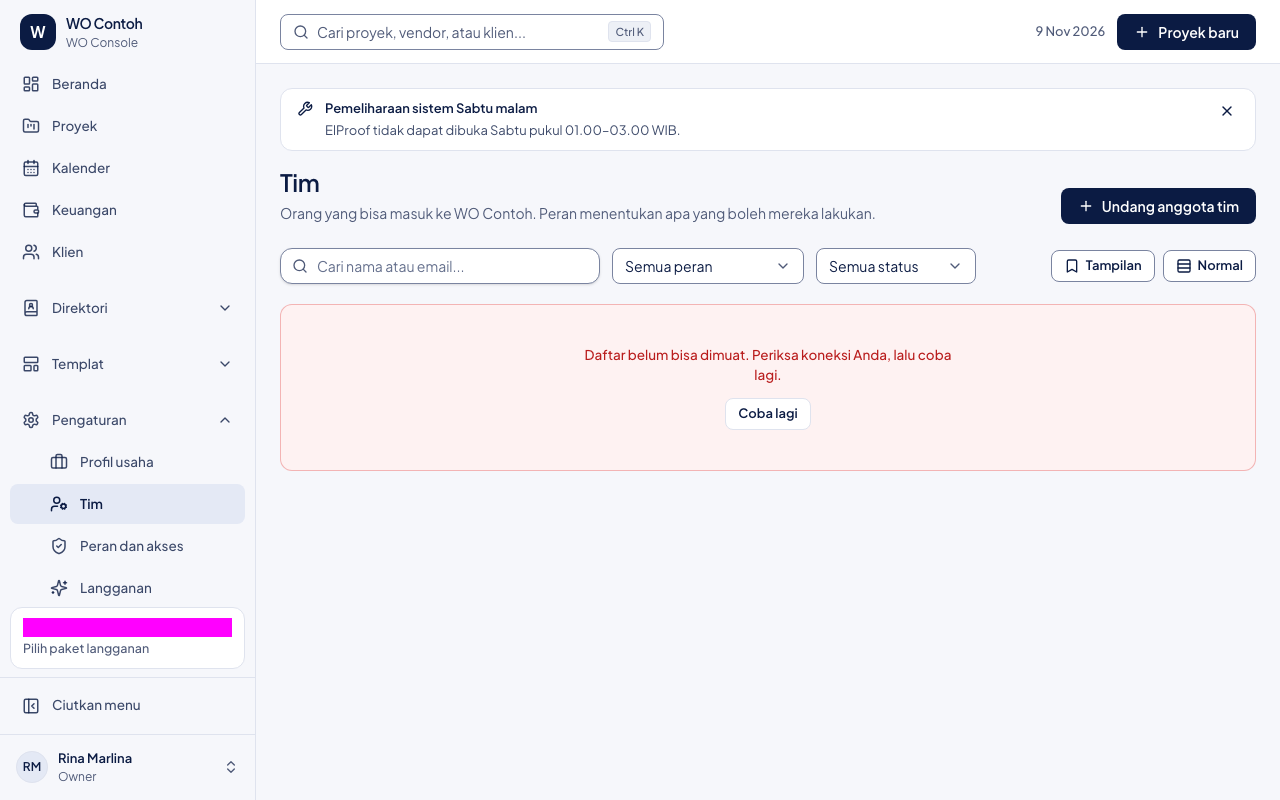 W
WO Contoh
WO Console
Beranda
Proyek
Kalender
Keuangan
Klien
Direktori
Templat
Pengaturan
Profil usaha
Tim
Peran dan akses
Langganan
Pilih paket langganan
Ciutkan menu
RM
Rina Marlina
Owner
Cari proyek, vendor, atau klien...
Ctrl K
9 Nov 2026
Proyek baru
Pemeliharaan sistem Sabtu malam
ElProof tidak dapat dibuka Sabtu pukul 01.00–03.00 WIB.
Tim
Orang yang bisa masuk ke WO Contoh. Peran menentukan apa yang boleh mereka lakukan.
Undang anggota tim
Cari nama atau email...
Semua peran
Semua status
Tampilan
Normal
Daftar belum bisa dimuat. Periksa koneksi Anda, lalu coba
lagi.
Coba lagi